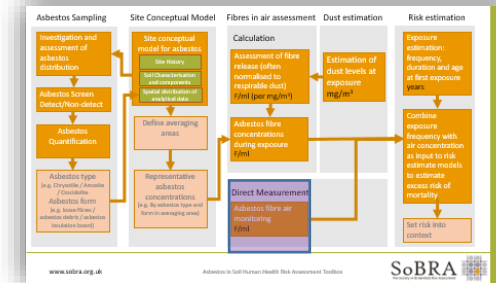 Asbestos Sampling
Investigation and
assessment of
asbestos
distribution
Asbestos Screen
Detect/Non-detect
Asbestos
Quantification
Asbestos type
(e.g. Chrysotile / Amosite /
Crocidolite)
Asbestos form
(e.g. loose fibres /
asbestos debris / asbestos
insulation board)
Site Conceptual Model
Site conceptual
model for asbestos
Site History
Soil Characterisation
and components
Spatial distribution of
analytical data
Define averaging
areas
Representative
asbestos
concentrations
(e.g. By asbestos type and
form in averaging area)
Fibres in air assessment
Calculation
Assessment of fibre
release (often
normalised to
respirable dust)
F/ml (per mg/m³)
Asbestos fibre
concentrations
during exposure
F/ml
Direct Measurement
Asbestos fibre air
monitoring
F/ml
Dust estimation
Estimation of
dust levels at
exposure
mg/m³
Risk estimation
Exposure
estimation:
frequency,
duration and age
at first exposure
years
Combine
exposure
frequency with
air concentration
as input to risk
estimate models
to estimate
excess risk of
mortality
Set risk into
context
www.sobra.org.uk
Asbestos in Soil Human Health Risk Assessment Toolbox
SoBRA